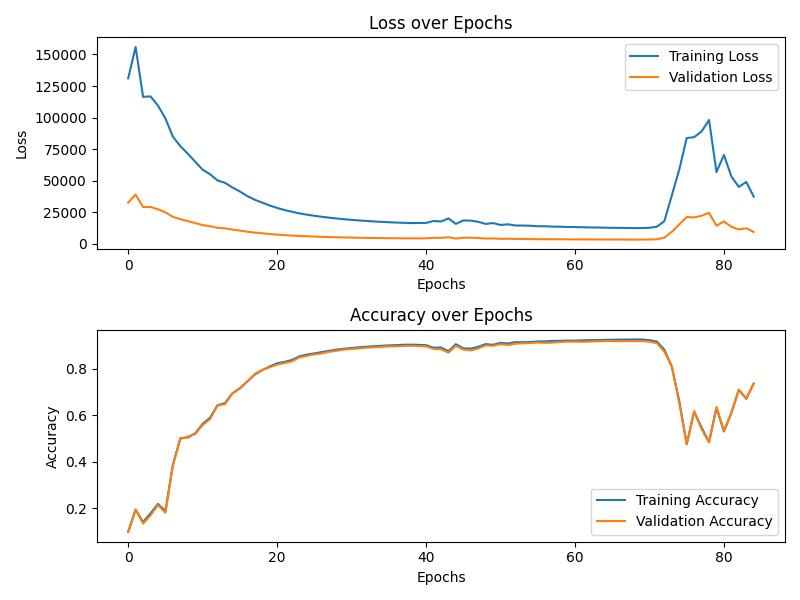 Loss over Epochs
150000
125000
100000
75000
50000
25000
0
Loss
Training Loss
Validation Loss
0 20 40 60 80
Epochs
Accuracy over Epochs
0.8
0.6
0.4
0.2
Accuracy
Training Accuracy
Validation Accuracy
0 20 40 60 80
Epochs